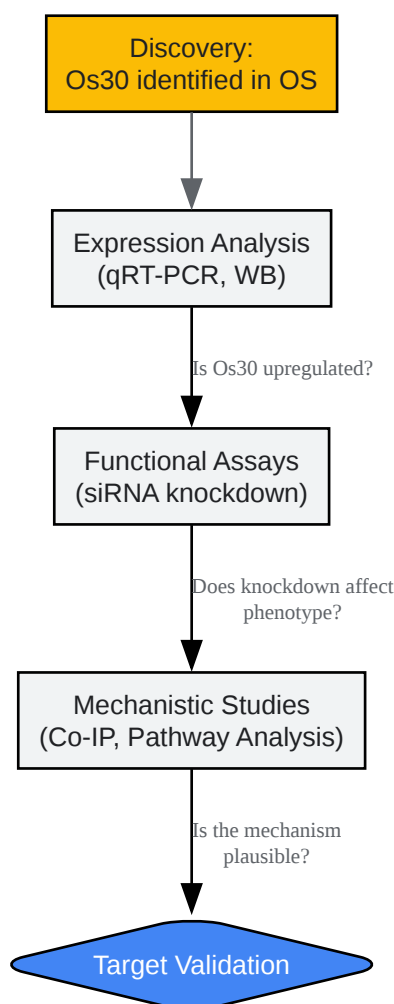 Discovery:
Os30 identified in OS
Expression Analysis
(qRT-PCR, WB)
Is Os30 upregulated?
Functional Assays
(siRNA knockdown)
Does knockdown affect
phenotype?
Mechanistic Studies
(Co-IP, Pathway Analysis)
Is the mechanism
plausible?
Target Validation